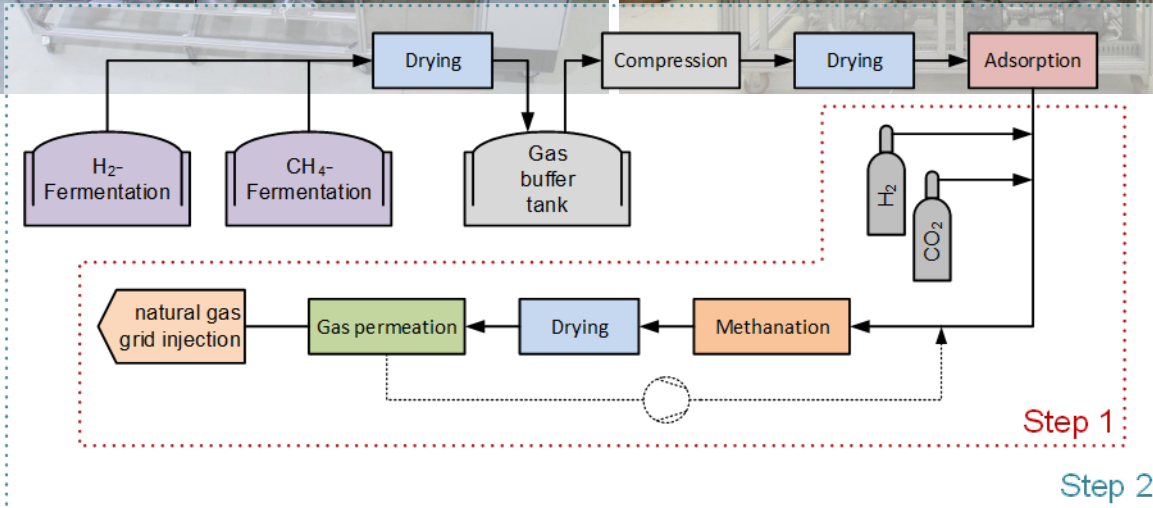 Drying
Compression
Drying
Adsorption
H₂-
Fermentation
CH₄-
Fermentation
Gas
buffer
tank
H₂
CO₂
natural gas
grid injection
Gas permeation
Drying
Methanation
Step 1
Step 2